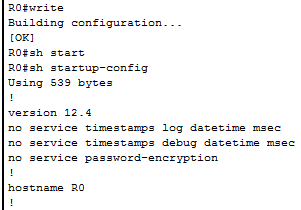 R0#write
Building configuration...
[OK]
R0#sh start
R0#sh startup-config
Using 539 bytes
!
version 12.4
no service timestamps log datetime msec
no service timestamps debug datetime msec
no service password-encryption
!
hostname R0
!